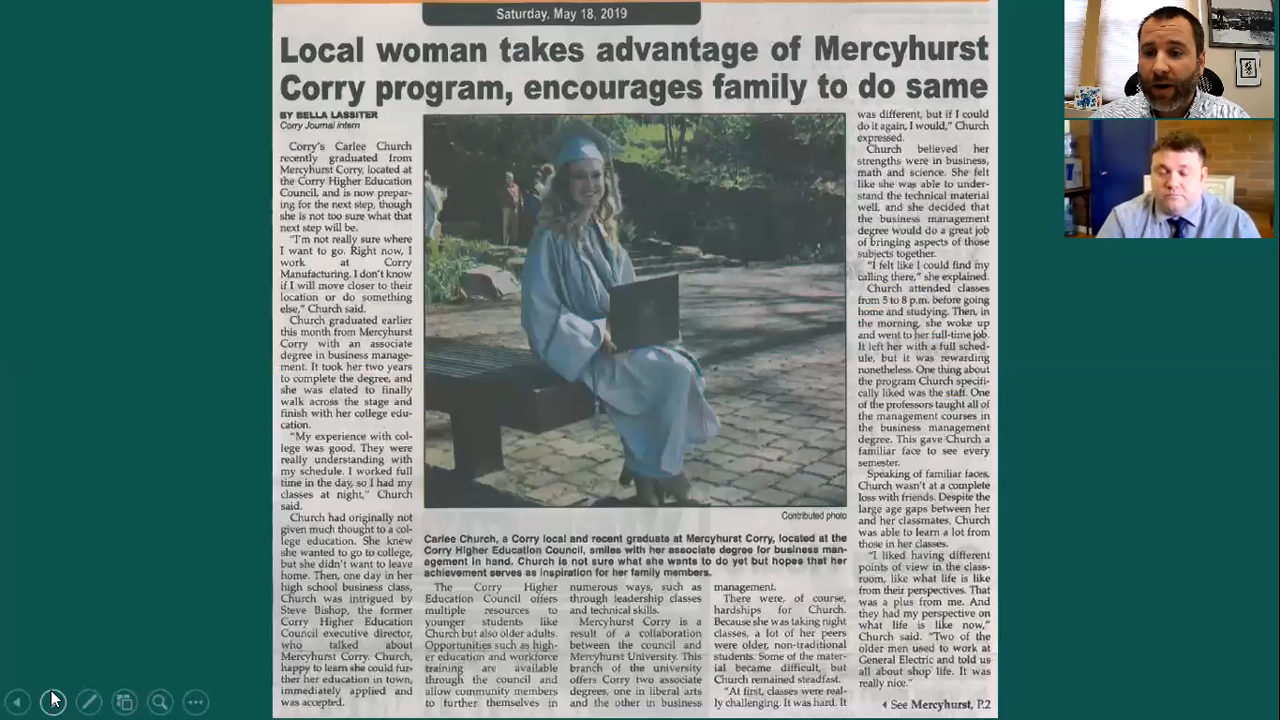 Saturday, May 18, 2019
Local woman takes advantage of Mercyhurst
Corry program, encourages family to do same
BY BELLA LASSITER
Corry Journal intern
Corry's Carlee Church
recently graduated from
Mercyhurst Corry, located at
the Corry Higher Education
Council, and is now prepar-
ing for the next step, though
she is not too sure what that
next step will be.
"I'm not really sure where
I want to go. Right now, I
work at Corry
Manufacturing. I don't know
if I will move closer to their
location or do something
else," Church said.
Church graduated earlier
this month from Mercyhurst
Corry with an associate
degree in business manage-
ment. It took her two years
to complete the degree, and
she was elated to finally
walk across the stage and
finish with her college edu-
cation.
"My experience with col-
lege was good. They were
really understanding with
my schedule. I worked full
time in the day, so I had my
classes at night," Church
said.
Church had originally not
given much thought to a col-
lege education. She knew
she wanted to go to college,
but she didn't want to leave
home. Then, one day in her
high school business class,
Church was intrigued by
Steve Bishop, the former
Corry Higher Education
Council executive director,
who talked about
Mercyhurst Corry. Church,
happy to learn she could fur-
ther her education in town,
immediately applied and
was accepted.
Contributed photo
Carlee Church, a Corry local and recent graduate at Mercyhurst Corry, located at the
Corry Higher Education Council, smiles with her associate degree for business man-
agement in hand. Church is not sure what she wants to do yet but hopes that her
achievement serves as inspiration for her family members.
The Corry Higher
Education Council offers
multiple resources to
younger students like
Church but also older adults.
Opportunities such as high-
er education and workforce
training are available
through the council and
allow community members
to further themselves in
numerous ways, such as
through leadership classes
and technical skills.
Mercyhurst Corry is a
result of a collaboration
between the council and
Mercyhurst University. This
branch of the university
offers Corry two associate
degrees, one in liberal arts
and the other in business
management.
There were, of course,
hardships for Church.
Because she was taking night
classes, a lot of her peers
were older, non-traditional
students. Some of the mater-
ial became difficult, but
Church remained steadfast.
"At first, classes were real-
ly challenging. It was hard. It
was different, but if I could
do it again, I would," Church
expressed.
Church believed her
strengths were in business,
math and science. She felt
like she was able to under-
stand the technical material
well, and she decided that
the business management
degree would do a great job
of bringing aspects of those
subjects together.
"I felt like I could find my
calling there," she explained.
Church attended classes
from 5 to 8 p.m. before going
home and studying. Then, in
the morning, she woke up
and went to her full-time job.
It left her with a full sched-
ule, but it was rewarding
nonetheless. One thing about
the program Church specifi-
cally liked was the staff. One
of the professors taught all of
the management courses in
the business management
degree. This gave Church a
familiar face to see every
semester.
Speaking of familiar faces,
Church wasn't at a complete
loss with friends. Despite the
large age gaps between her
and her classmates, Church
was able to learn a lot from
those in her classes.
"I liked having different
points of view in the class-
room, like what life is like
from their perspectives. That
was a plus from me. And
they had my perspective on
what life is like now,"
Church said. "Two of the
older men used to work at
General Electric and told us
all about shop life. It was
really nice."
See Mercyhurst, P.2